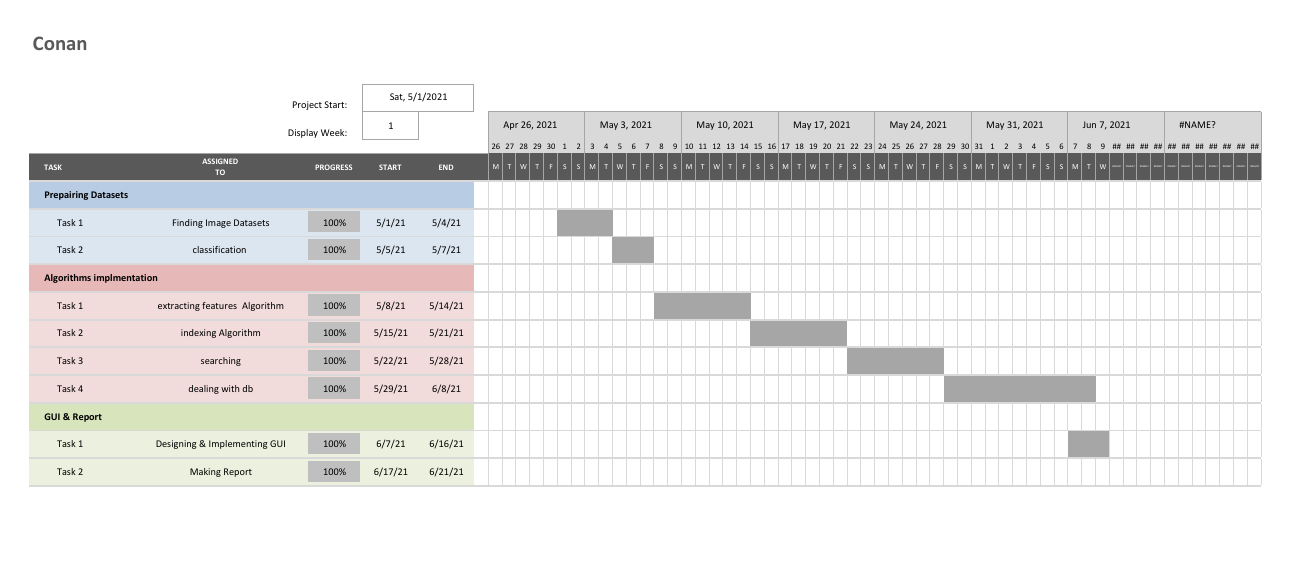 Conan
Project Start: Sat, 5/1/2021
Display Week: 1
Apr 26, 2021 May 3, 2021 May 10, 2021 May 17, 2021 May 24, 2021 May 31, 2021 Jun 7, 2021 #NAME?
26 27 28 29 30 1 2 3 4 5 6 7 8 9 10 11 12 13 14 15 16 17 18 19 20 21 22 23 24 25 26 27 28 29 30 31 1 2 3 4 5 6 7 8 9 ## ## ## ## ## ## ## ## ## ## ##
TASK ASSIGNED TO PROGRESS START END M T W T F S S M T W T F S S M T W T F S S M T W T F S S M T W T F S S M T W T F S S M T W
Prepairing Datasets
Task 1 Finding Image Datasets 100% 5/1/21 5/4/21
Task 2 classification 100% 5/5/21 5/7/21
Algorithms implmentation
Task 1 extracting features Algorithm 100% 5/8/21 5/14/21
Task 2 indexing Algorithm 100% 5/15/21 5/21/21
Task 3 searching 100% 5/22/21 5/28/21
Task 4 dealing with db 100% 5/29/21 6/8/21
GUI & Report
Task 1 Designing & Implementing GUI 100% 6/7/21 6/16/21
Task 2 Making Report 100% 6/17/21 6/21/21